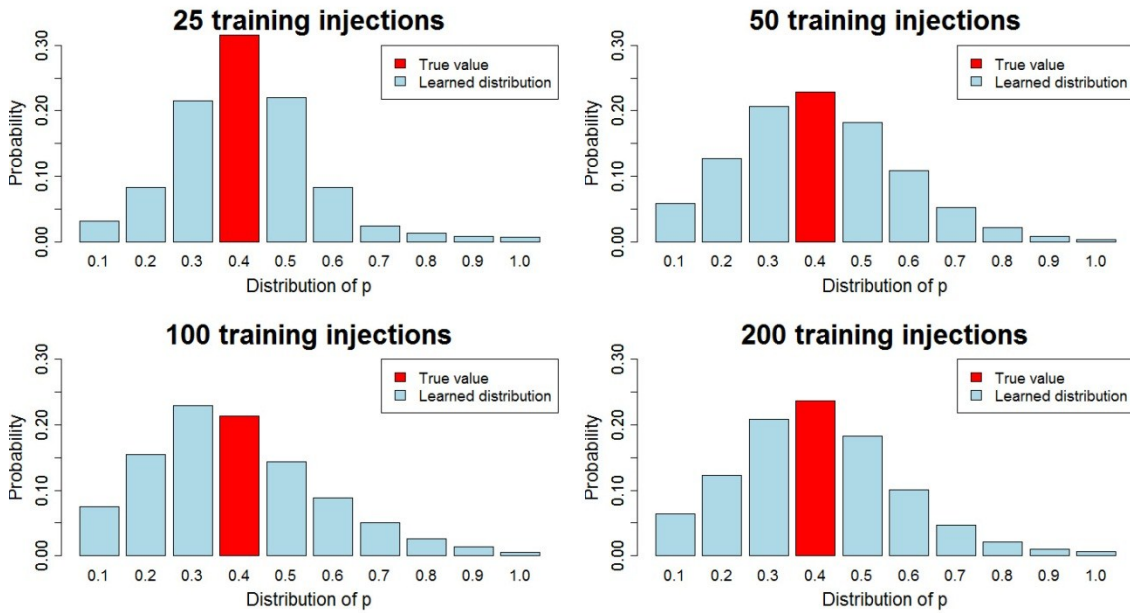 25 training injections
Probability
0.30
0.20
0.10
0.00
True value
Learned distribution
0.1 0.2 0.3 0.4 0.5 0.6 0.7 0.8 0.9 1.0
Distribution of p
50 training injections
Probability
0.30
0.20
0.10
0.00
True value
Learned distribution
0.1 0.2 0.3 0.4 0.5 0.6 0.7 0.8 0.9 1.0
Distribution of p
100 training injections
Probability
0.30
0.20
0.10
0.00
True value
Learned distribution
0.1 0.2 0.3 0.4 0.5 0.6 0.7 0.8 0.9 1.0
Distribution of p
200 training injections
Probability
0.30
0.20
0.10
0.00
True value
Learned distribution
0.1 0.2 0.3 0.4 0.5 0.6 0.7 0.8 0.9 1.0
Distribution of p